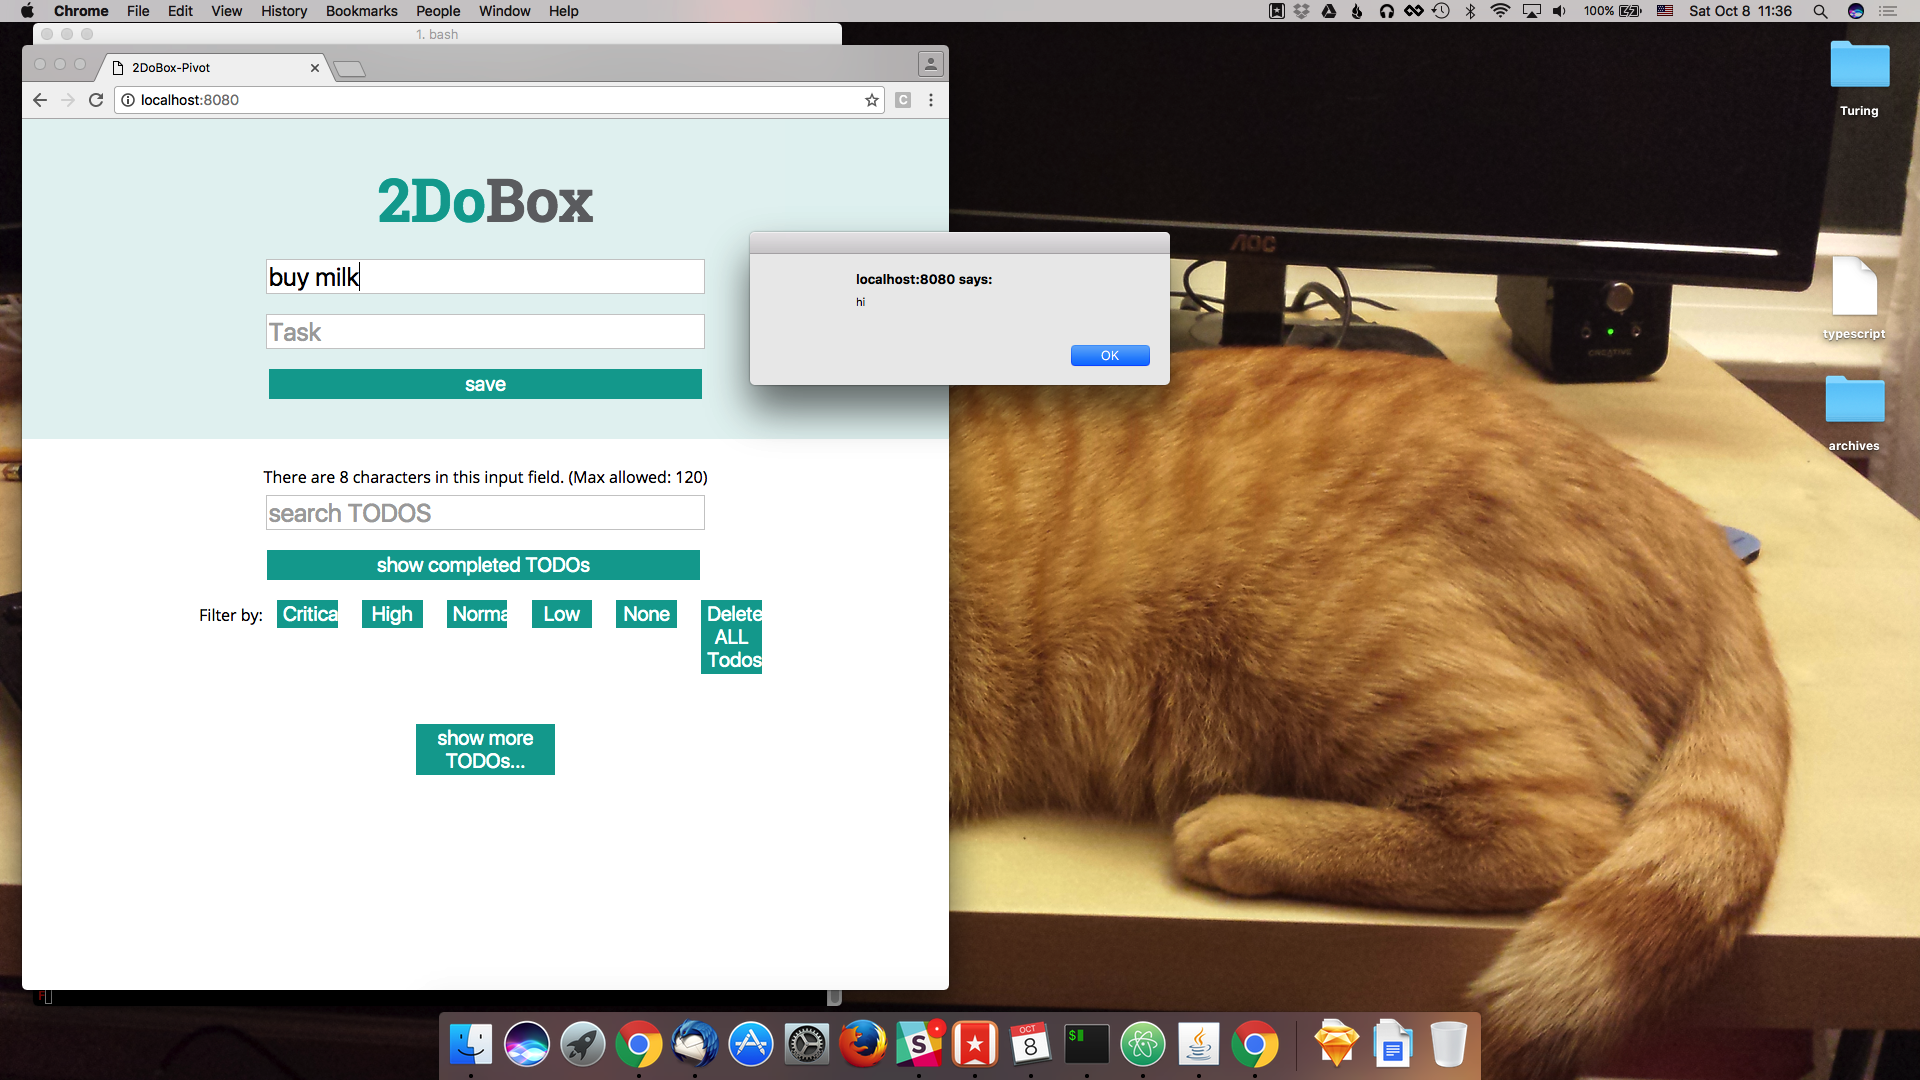 Chrome File Edit View History Bookmarks People Window Help
100% Sat Oct 8 11:36
1. bash
2DoBox-Pivot
localhost:8080
C
2DoBox
buy milk
Task
save
There are 8 characters in this input field. (Max allowed: 120)
search TODOS
show completed TODOs
Filter by: Critica High Norma Low None Delete
ALL
Todos
show more
TODOs...
localhost:8080 says:
hi
OK
AOC
CREATIVE
Turing
typescript
archives
S
OCT
8
$